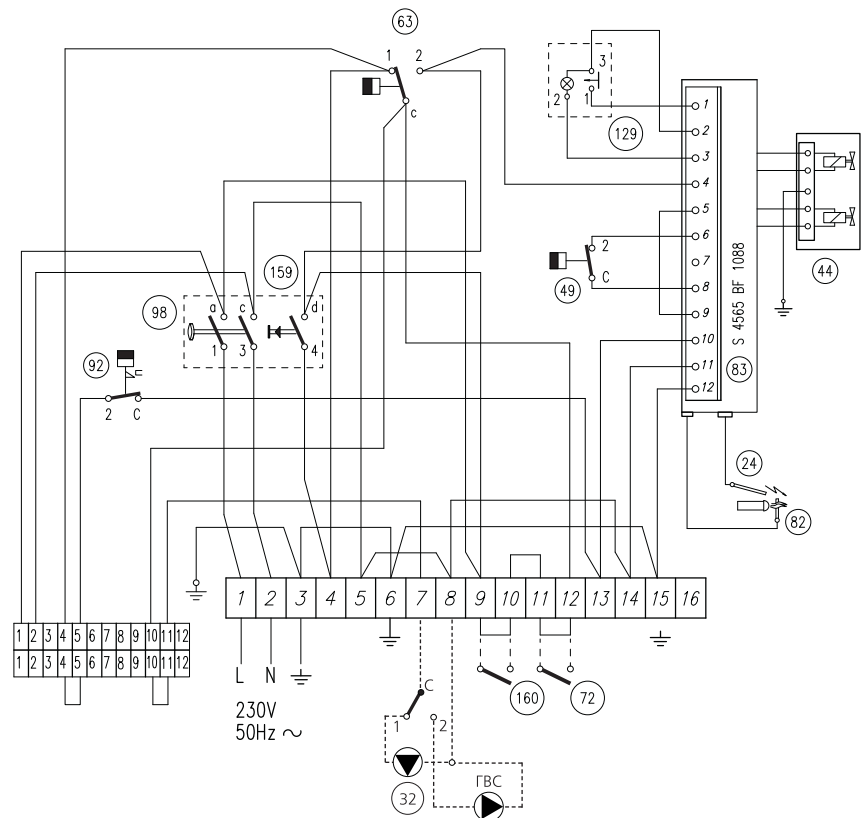 63
1 2
c
3
2 1
129
1
2
3
4
5
6
7
8
9
10
11
12
S 4565 BF 1088
83
44
2
C
49
159
98
a c d
1 3 4
92
n
2 C
24
82
1 2 3 4 5 6 7 8 9 10 11 12 13 14 15 16
1 2 3 4 5 6 7 8 9 10 11 12
1 2 3 4 5 6 7 8 9 10 11 12
L N
230V
50Hz ~
C
1 2
160
72
ГВС
32